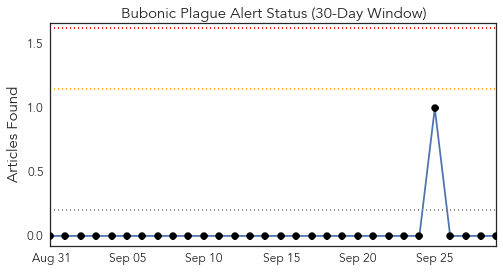 Bubonic Plague Alert Status (30-Day Window)
Articles Found
1.5
1.0
0.5
0.0
Aug 31 Sep 05 Sep 10 Sep 15 Sep 20 Sep 25